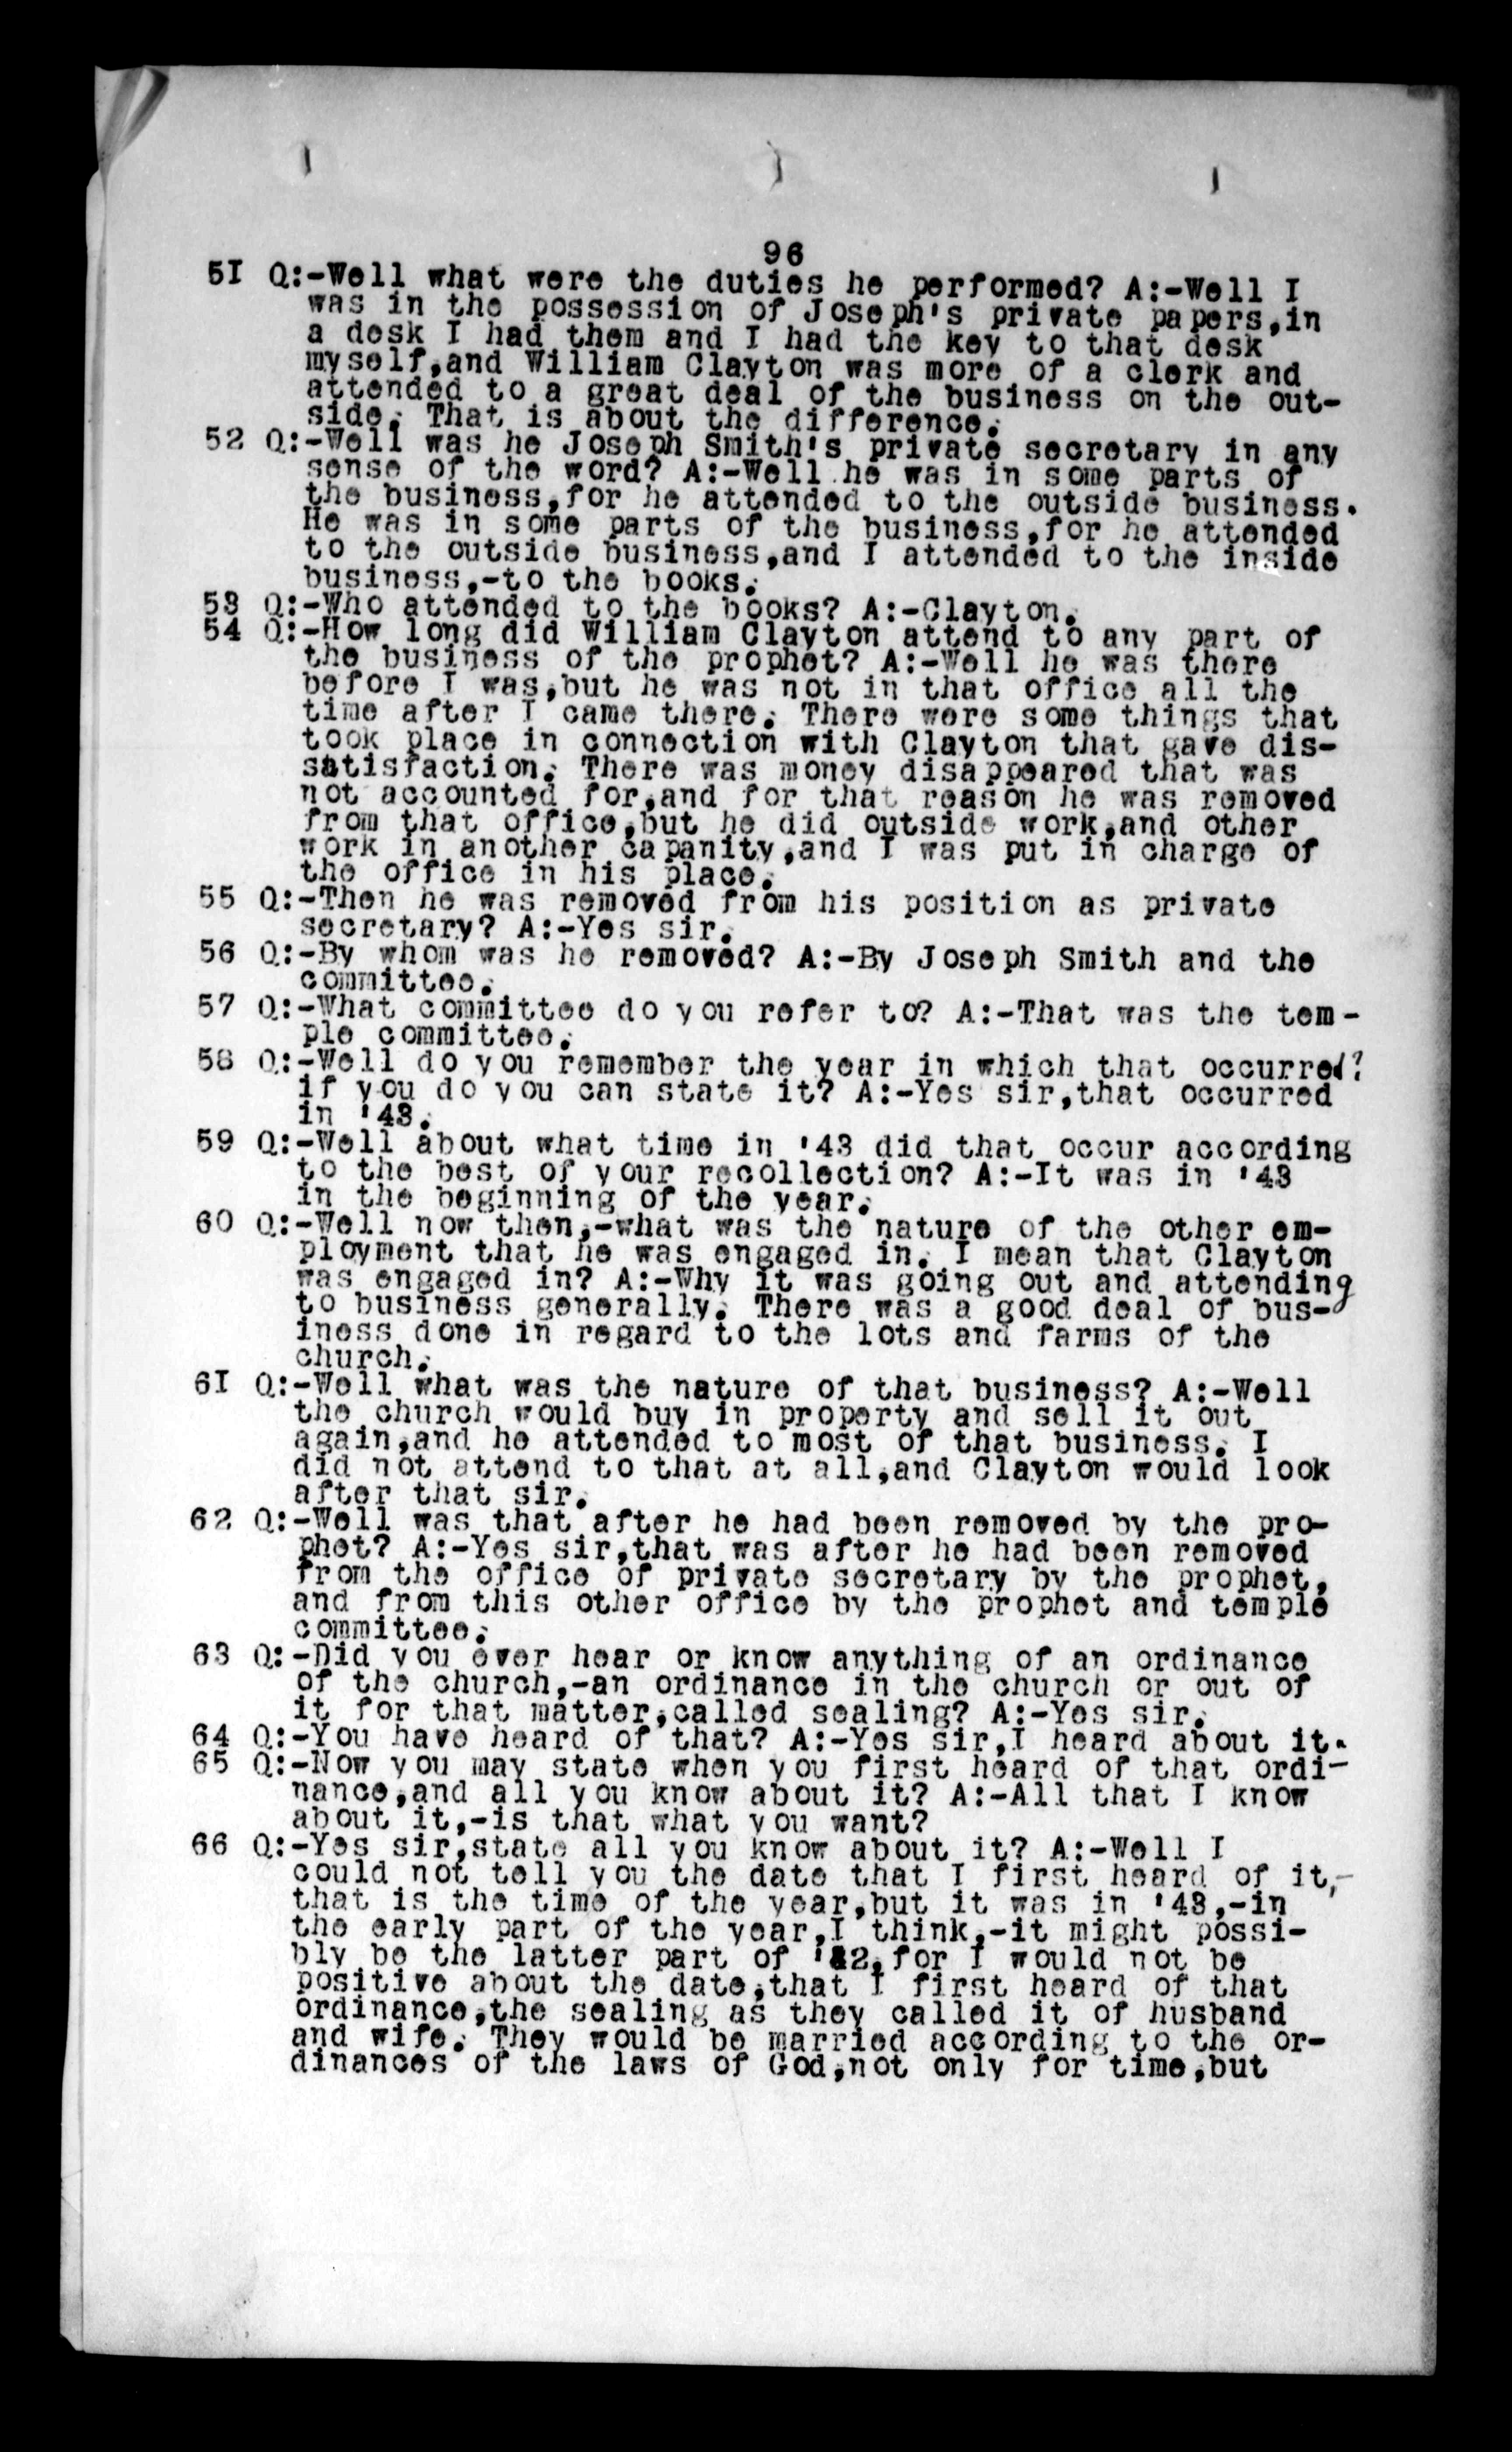 96
51 Q:-Well what were the duties he performed? A:-Well I
was in the possession of Joseph's private papers,in
a desk I had them and I had the key to that desk
myself,and William Clayton was more of a clerk and
attended to a great deal of the business on the out-
side. That is about the difference.
52 Q:-Well was he Joseph Smith's private secretary in any
sense of the word? A:-Well he was in some parts of
the business,for he attended to the outside business.
He was in some parts of the business,for he attended
to the outside business,and I attended to the inside
business,-to the books.
53 Q:-Who attended to the books? A:-Clayton.
54 Q:-How long did William Clayton attend to any part of
the business of the prophet? A:-Well he was there
before I was,but he was not in that office all the
time after I came there. There were some things that
took place in connection with Clayton that gave dis-
satisfaction. There was money disappeared that was
not accounted for,and for that reason he was removed
from that office,but he did outside work,and other
work in another capanity,and I was put in charge of
the office in his place.
55 Q:-Then he was removed from his position as private
secretary? A:-Yes sir.
56 Q:-By whom was he removed? A:-By Joseph Smith and the
committee.
57 Q:-What committee do you refer to? A:-That was the tem-
ple committee.
58 Q:-Well do you remember the year in which that occurred?
if you do you can state it? A:-Yes sir,that occurred
in '43.
59 Q:-Well about what time in '43 did that occur according
to the best of your recollection? A:-It was in '43
in the beginning of the year.
60 Q:-Well now then,-what was the nature of the other em-
ployment that he was engaged in. I mean that Clayton
was engaged in? A:-Why it was going out and attending
to business generally. There was a good deal of bus-
iness done in regard to the lots and farms of the
church.
61 Q:-Well what was the nature of that business? A:-Well
the church would buy in property and sell it out
again,and he attended to most of that business. I
did not attend to that at all,and Clayton would look
after that sir.
62 Q:-Well was that after he had been removed by the pro-
phet? A:-Yes sir,that was after he had been removed
from the office of private secretary by the prophet,
and from this other office by the prophet and temple
committee.
63 Q:-Did you ever hear or know anything of an ordinance
of the church,-an ordinance in the church or out of
it for that matter,called sealing? A:-Yes sir.
64 Q:-You have heard of that? A:-Yes sir,I heard about it.
65 Q:-Now you may state when you first heard of that ordi-
nance,and all you know about it? A:-All that I know
about it,-is that what you want?
66 Q:-Yes sir,state all you know about it? A:-Well I
could not tell you the date that I first heard of it,-
that is the time of the year,but it was in '43,-in
the early part of the year,I think,-it might possi-
bly be the latter part of '42,for I would not be
positive about the date,that I first heard of that
ordinance,the sealing as they called it of husband
and wife. They would be married according to the or-
dinances of the laws of God,not only for time,but